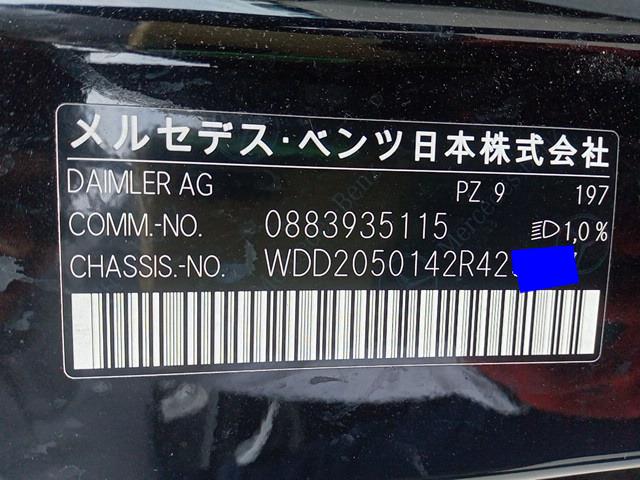 メルセデス・ベンツ日本株式会社
DAIMLER AG PZ 9 197
COMM.-NO. 0883935115 1,0 %
CHASSIS.-NO. WDD2050142R42